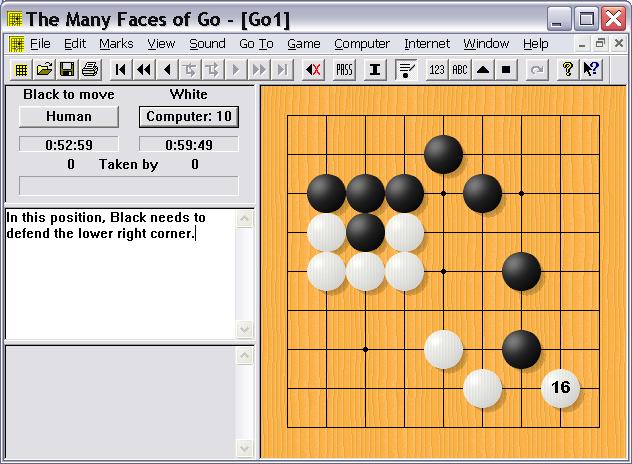 The Many Faces of Go - [Go1]
File Edit Marks View Sound Go To Game Computer Internet Window Help
PASS I 123 ABC ? ?
Black to move White
Human Computer: 10
0:52:59 0:59:49
0 Taken by 0
In this position, Black needs to
defend the lower right corner.
16